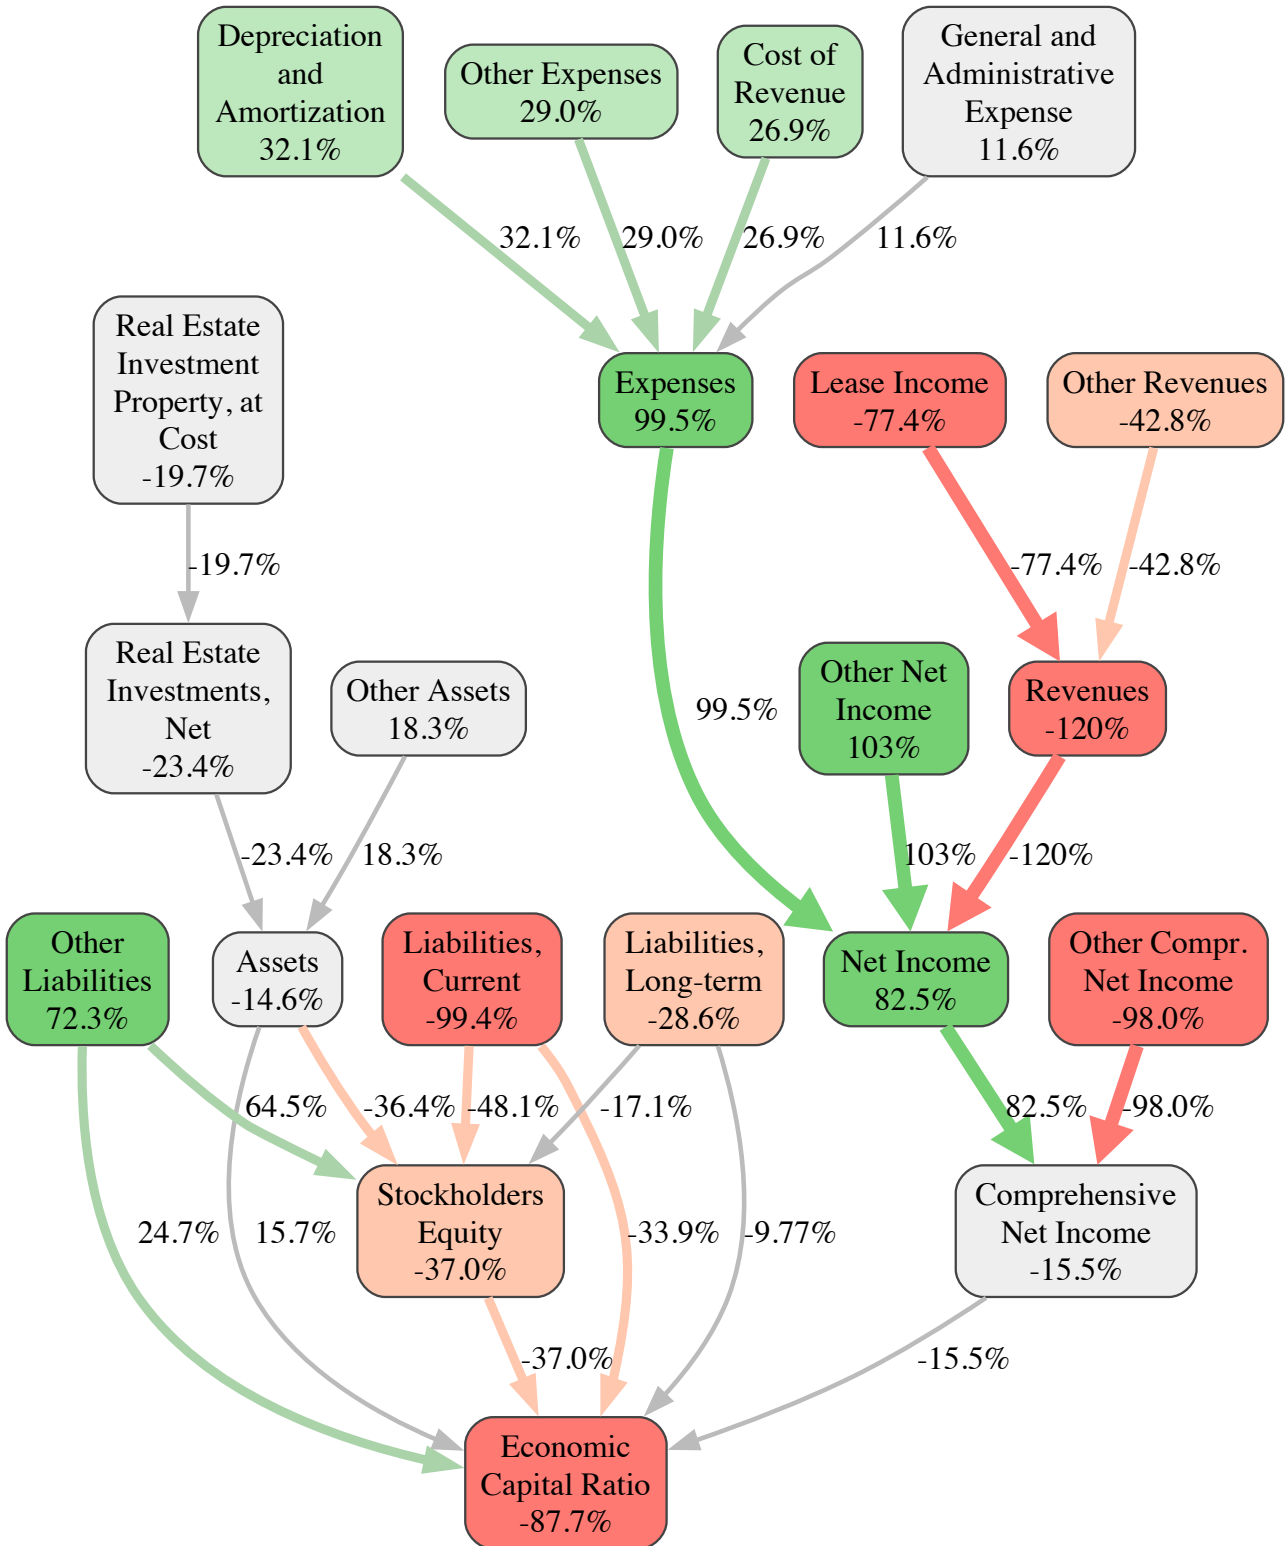 Depreciation
and
Amortization
32.1%
Other Expenses
29.0%
Cost of
Revenue
26.9%
General and
Administrative
Expense
11.6%
32.1%
29.0%
26.9%
11.6%
Real Estate
Investment
Property, at
Cost
-19.7%
Expenses
99.5%
Lease Income
-77.4%
Other Revenues
-42.8%
-19.7%
-77.4%
-42.8%
Real Estate
Investments,
Net
-23.4%
Other Assets
18.3%
99.5%
Other Net
Income
103%
Revenues
-120%
-23.4%
18.3%
103%
-120%
Other
Liabilities
72.3%
Assets
-14.6%
Liabilities,
Current
-99.4%
Liabilities,
Long-term
-28.6%
Net Income
82.5%
Other Compr.
Net Income
-98.0%
64.5%
-36.4%
-48.1%
-17.1%
82.5%
-98.0%
24.7%
15.7%
Stockholders
Equity
-37.0%
-33.9%
-9.77%
Comprehensive
Net Income
-15.5%
-37.0%
-15.5%
Economic
Capital Ratio
-87.7%